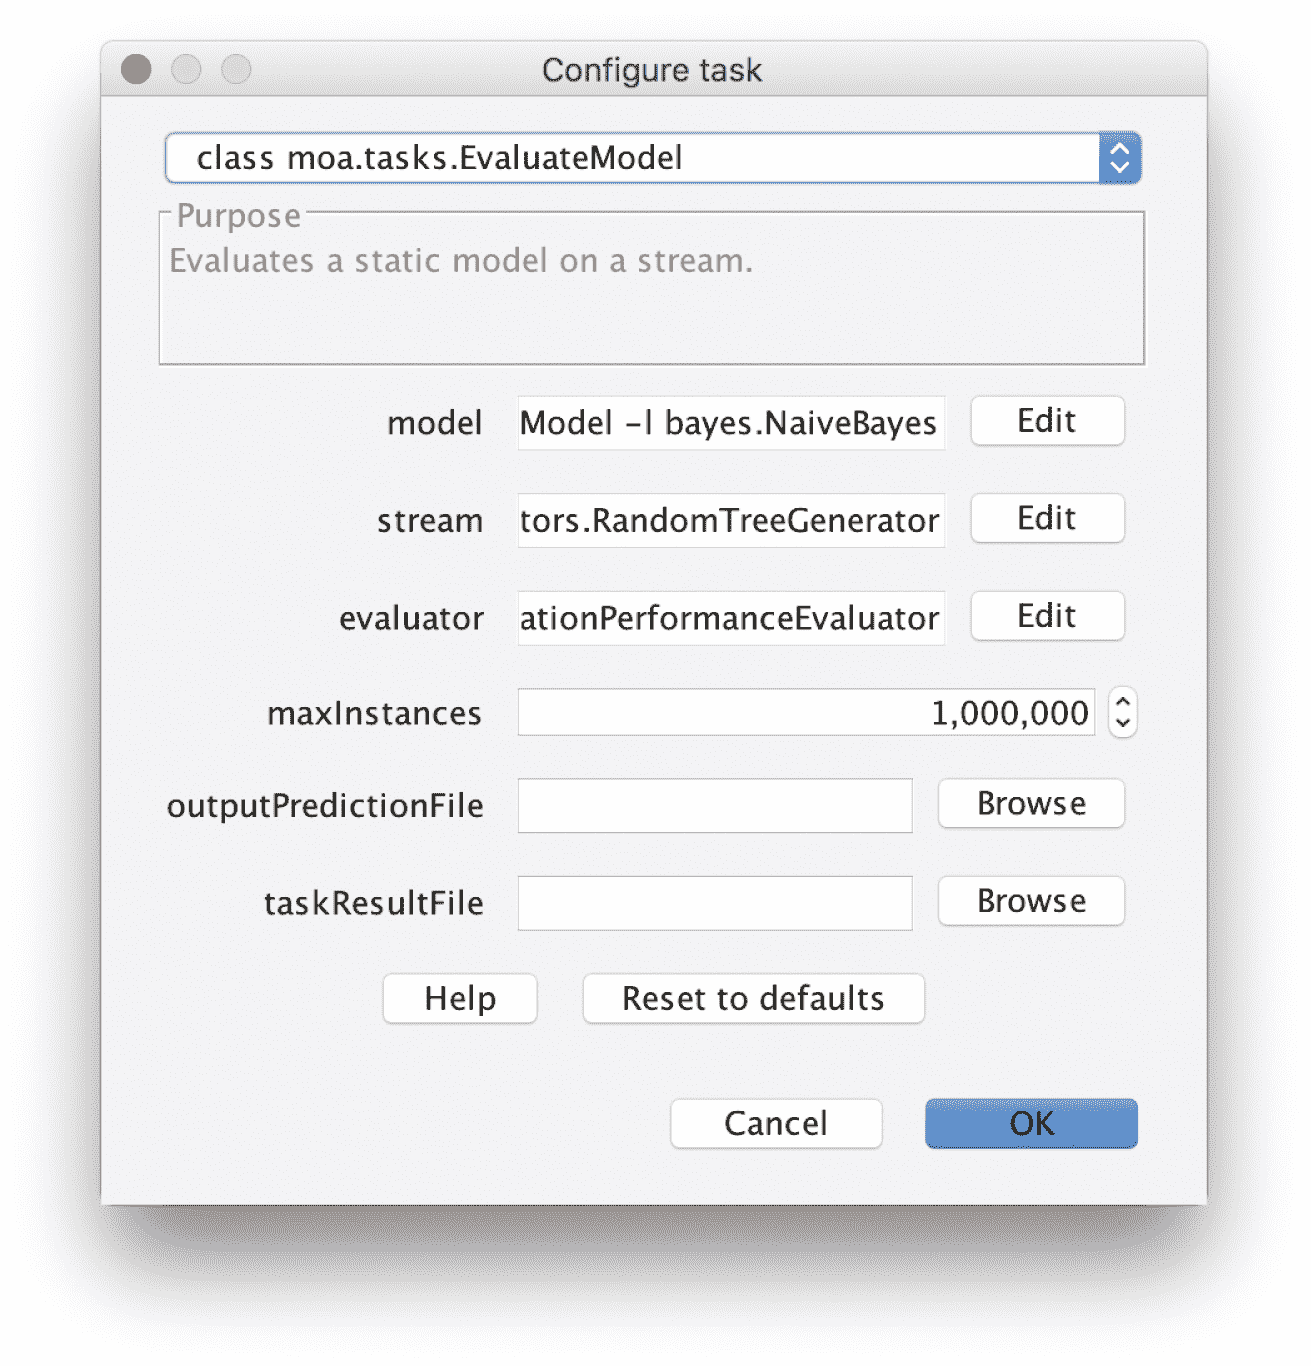 Configure task
class moa.tasks.EvaluateModel
Purpose
Evaluates a static model on a stream.
model Model -l bayes.NaiveBayes Edit
stream tors.RandomTreeGenerator Edit
evaluator ationPerformanceEvaluator Edit
maxInstances 1,000,000
outputPredictionFile Browse
taskResultFile Browse
Help Reset to defaults
Cancel OK